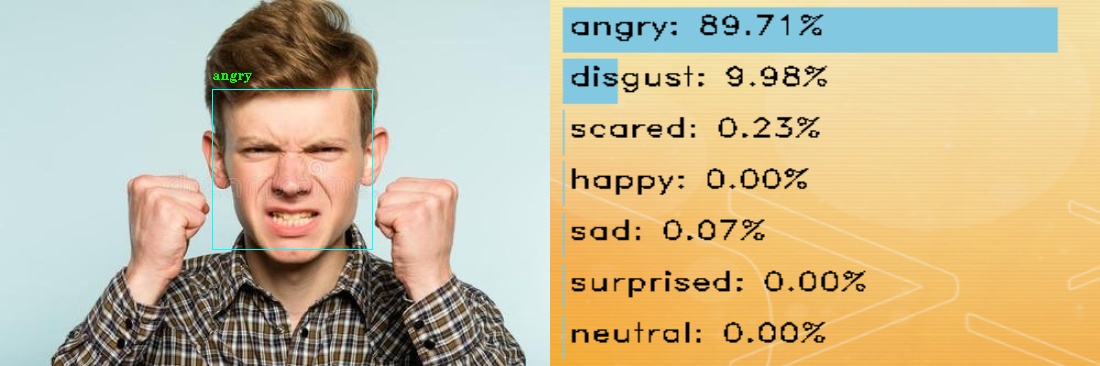 angry
angry: 89.71%
disgust: 9.98%
scared: 0.23%
happy: 0.00%
sad: 0.07%
surprised: 0.00%
neutral: 0.00%